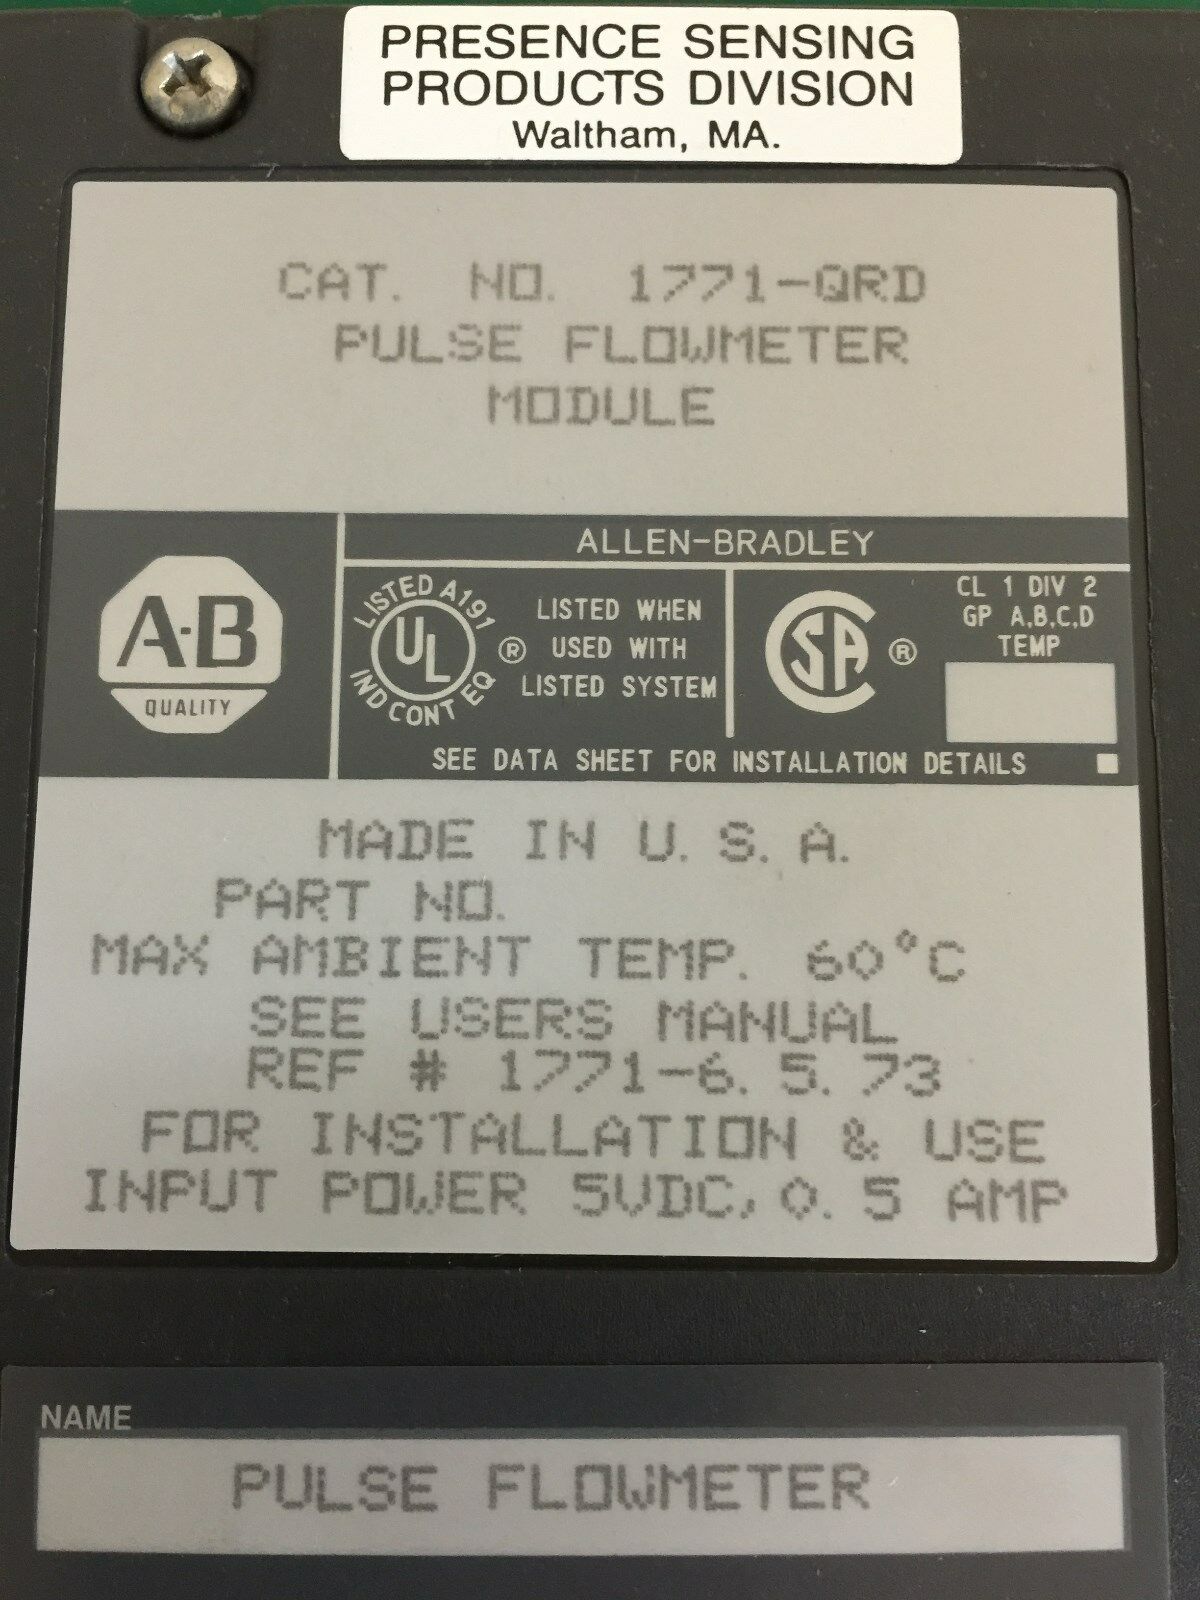 PRESENCE SENSING
PRODUCTS DIVISION
Waltham, MA.
CAT. NO. 1771-QRD
PULSE FLOWMETER
MODULE
ALLEN-BRADLEY
A-B
QUALITY
LISTED A191
UL ®
IND CONT EQ
LISTED WHEN
USED WITH
LISTED SYSTEM
SA ®
CL 1 DIV 2
GP A,B,C,D
TEMP
SEE DATA SHEET FOR INSTALLATION DETAILS
MADE IN U.S.A.
PART NO.
MAX AMBIENT TEMP. 60°C
SEE USERS MANUAL
REF # 1771-6.5.73
FOR INSTALLATION & USE
INPUT POWER 5VDC, 0.5 AMP
NAME
PULSE FLOWMETER